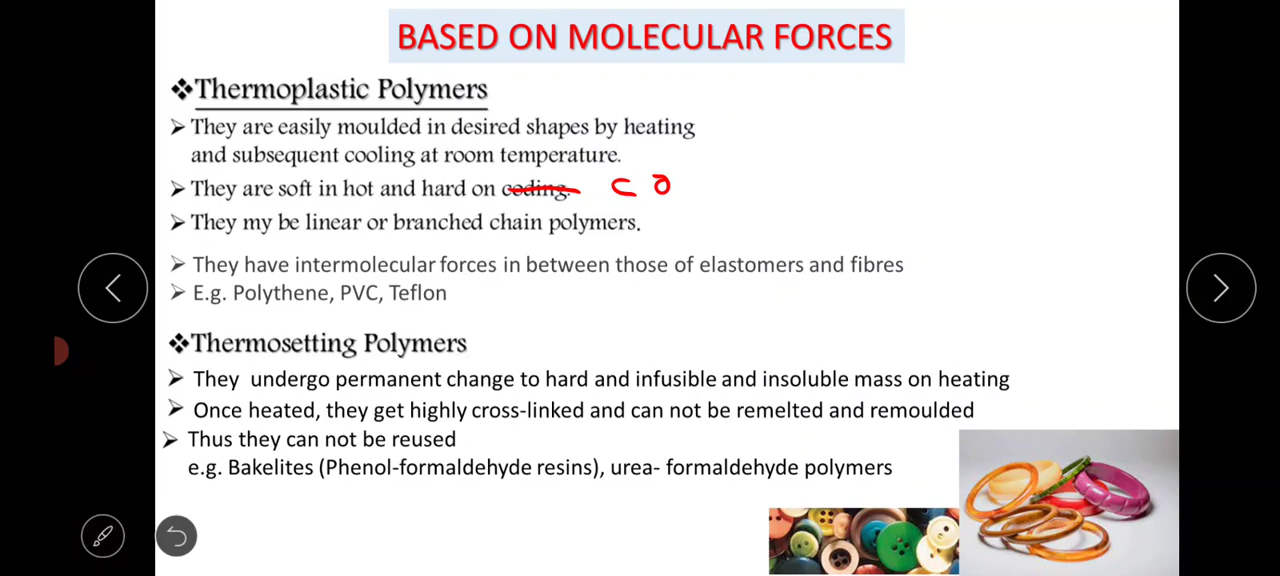 BASED ON MOLECULAR FORCES
❖Thermoplastic Polymers
➢ They are easily moulded in desired shapes by heating
and subsequent cooling at room temperature.
➢ They are soft in hot and hard on coding. co
➢ They my be linear or branched chain polymers.
➢ They have intermolecular forces in between those of elastomers and fibres
➢ E.g. Polythene, PVC, Teflon
❖Thermosetting Polymers
➢ They undergo permanent change to hard and infusible and insoluble mass on heating
➢ Once heated, they get highly cross-linked and can not be remelted and remoulded
➢ Thus they can not be reused
e.g. Bakelites (Phenol-formaldehyde resins), urea- formaldehyde polymers